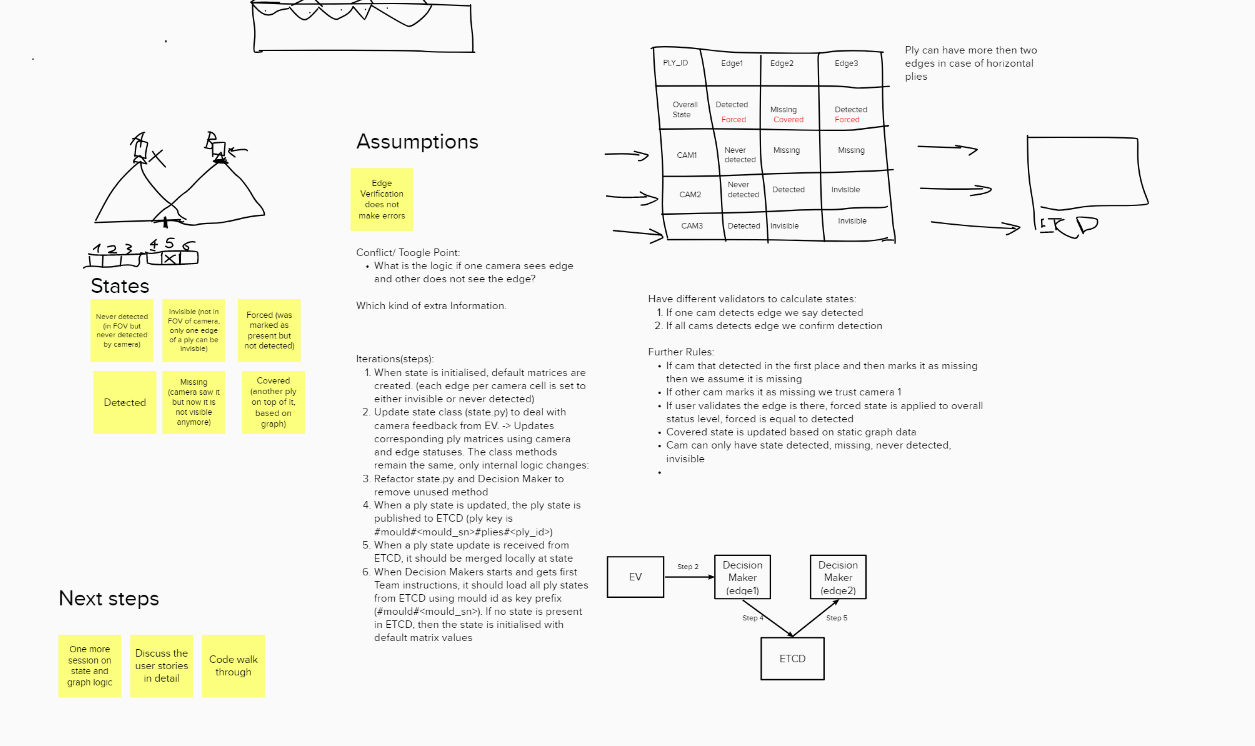 PLY_ID
Edge1
Edge2
Edge3
Overall
State
Detected
Forced
Missing
Covered
Detected
Forced
CAM1
Never
detected
Missing
Missing
CAM2
Never
detected
Detected
Invisible
CAM3
Detected
Invisible
Invisible
Ply can have more then two
edges in case of horizontal
plies
ETCD
A
B
X
1 2 3 4 5 6
X
States
Never detected
(in FOV but
never detected
by camera)
Invisible (not in
FOV of camera,
only one edge
of a ply can be
invisible)
Forced (was
marked as
present but
not detected)
Detected
Missing
(camera saw it
but now it is
not visible
anymore)
Covered
(another ply
on top of it,
based on
graph)
Assumptions
Edge
Verification
does not
make errors
Conflict/ Toogle Point:
• What is the logic if one camera sees edge
and other does not see the edge?
Which kind of extra Information.
Iterations(steps):
1. When state is initialised, default matrices are
created. (each edge per camera cell is set to
either invisible or never detected)
2. Update state class (state.py) to deal with
camera feedback from EV. -> Updates
corresponding ply matrices using camera
and edge statuses. The class methods
remain the same, only internal logic changes:
3. Refactor state.py and Decision Maker to
remove unused method
4. When a ply state is updated, the ply state is
published to ETCD (ply key is
#mould#<mould_sn>#plies#<ply_id>)
5. When a ply state update is received from
ETCD, it should be merged locally at state
6. When Decision Makers starts and gets first
Team instructions, it should load all ply states
from ETCD using mould id as key prefix
(#mould#<mould_sn>). If no state is present
in ETCD, then the state is initialised with
default matrix values
Have different validators to calculate states:
1. If one cam detects edge we say detected
2. If all cams detects edge we confirm detection
Further Rules:
• If cam that detected in the first place and then marks it as missing
then we assume it is missing
• If other cam marks it as missing we trust camera 1
• If user validates the edge is there, forced state is applied to overall
status level, forced is equal to detected
• Covered state is updated based on static graph data
• Cam can only have state detected, missing, never detected,
invisible
•
EV
Step 2
Decision
Maker
(edge1)
Decision
Maker
(edge2)
Step 4
Step 5
ETCD
Next steps
One more
session on
state and
graph logic
Discuss the
user stories
in detail
Code walk
through